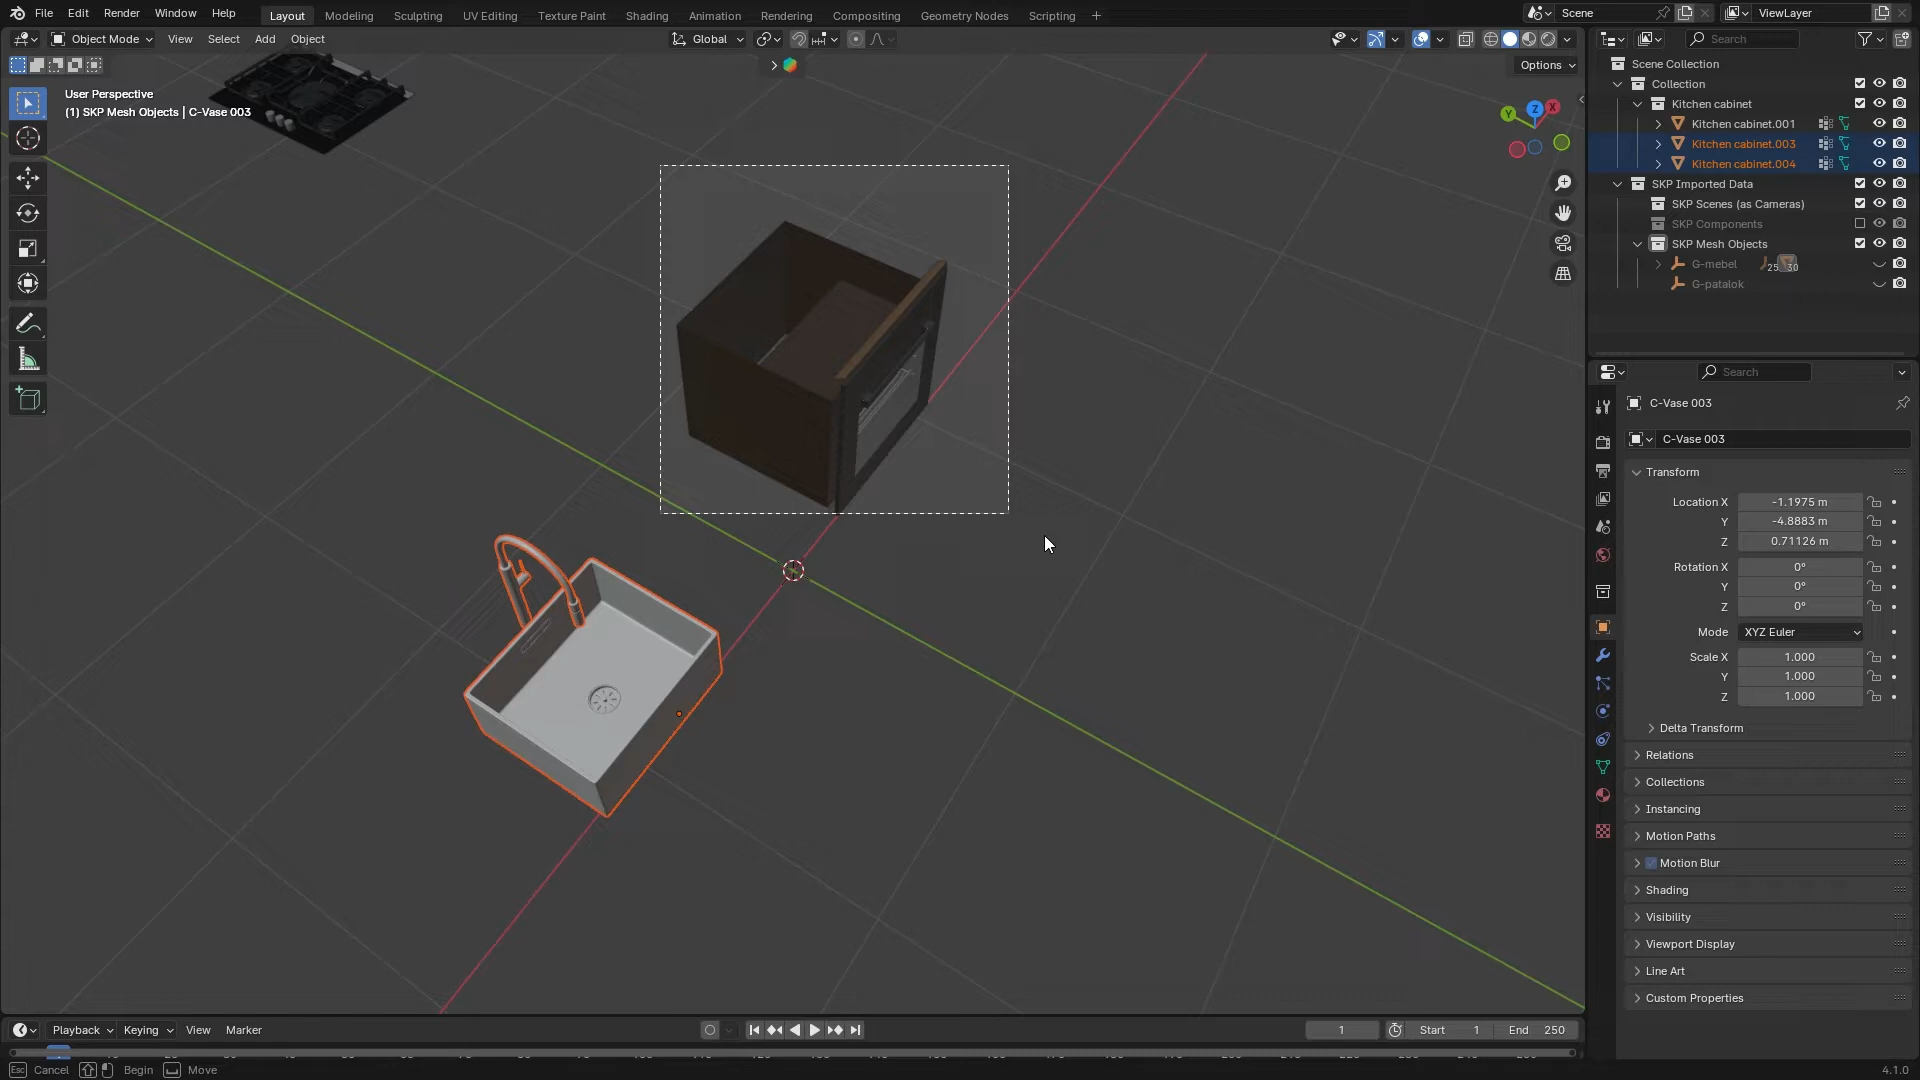 File Edit Render Window Help Layout Modeling Sculpting UV Editing Texture Paint Shading Animation Rendering Compositing Geometry Nodes Scripting + Scene ViewLayer
Object Mode View Select Add Object Global Search
Options
User Perspective
(1) SKP Mesh Objects | C-Vase 003
Y Z X
Scene Collection
Collection
Kitchen cabinet
Kitchen cabinet.001
Kitchen cabinet.003
Kitchen cabinet.004
SKP Imported Data
SKP Scenes (as Cameras)
SKP Components
SKP Mesh Objects
G-mebel 25 30
G-patalok
Search
C-Vase 003
C-Vase 003
Transform
Location X -1.1975 m
Y -4.8883 m
Z 0.71126 m
Rotation X 0°
Y 0°
Z 0°
Mode XYZ Euler
Scale X 1.000
Y 1.000
Z 1.000
Delta Transform
Relations
Collections
Instancing
Motion Paths
Motion Blur
Shading
Visibility
Viewport Display
Line Art
Custom Properties
Playback Keying View Marker 1 Start 1 End 250
Esc Cancel Begin Move 4.1.0